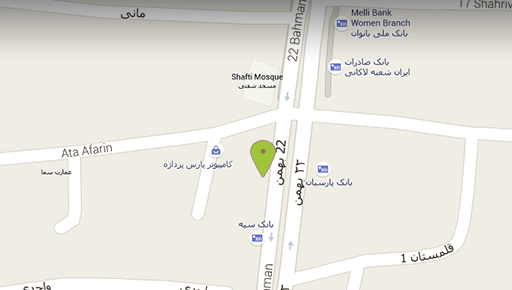 17 Shahriv
مانی
Melli Bank
Women Branch
بانک ملی بانوان
22 Bahman
بانک صادرات
ایران شعبه لاکانی
Shafti Mosque
مسجد شفتی
Ata Afarin
کامپیوتر پارس پردازه
22 بهمن
عمارت سما
بانک پارسیان
۲۲ بهمن
بانک سپه
قلمستان 1
man
واحدی